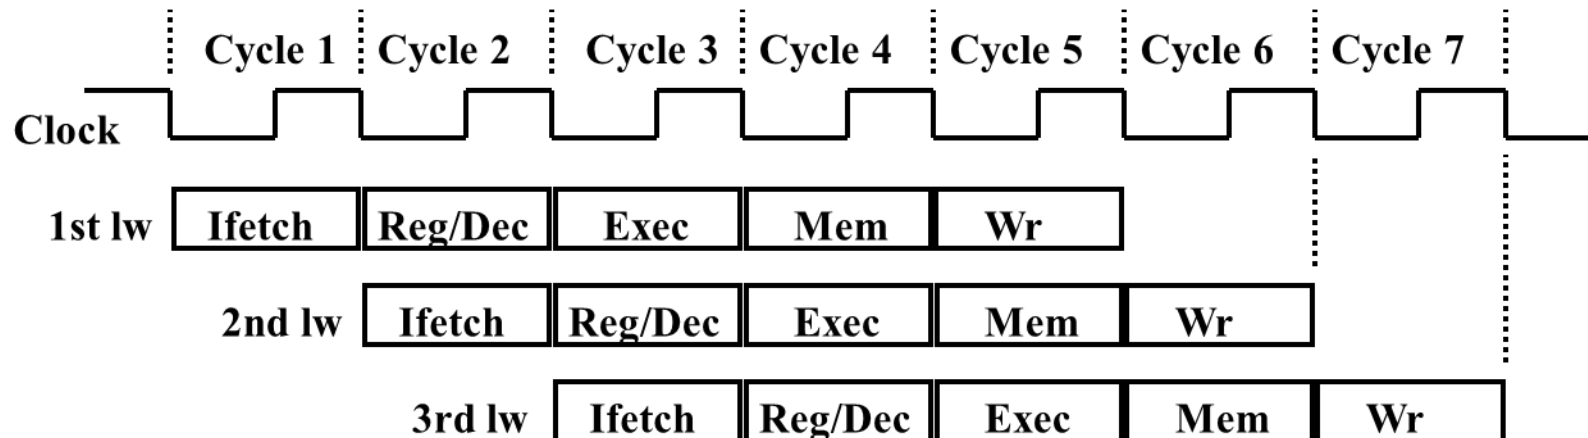 Cycle 1 Cycle 2 Cycle 3 Cycle 4 Cycle 5 Cycle 6 Cycle 7
Clock
1st lw Ifetch Reg/Dec Exec Mem Wr
2nd lw Ifetch Reg/Dec Exec Mem Wr
3rd lw Ifetch Reg/Dec Exec Mem Wr